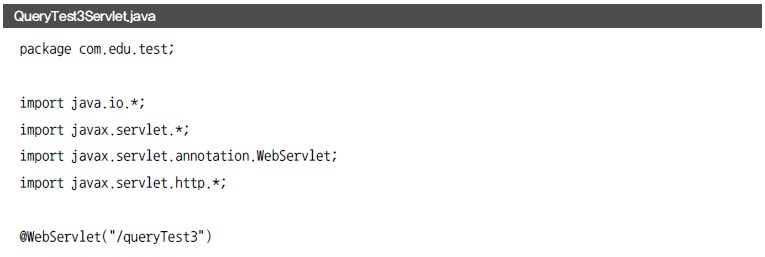 QueryTest3Servlet.java
package com.edu.test;
import java.io.*;
import javax.servlet.*;
import javax.servlet.annotation.WebServlet;
import javax.servlet.http.*;
@WebServlet("/queryTest3")